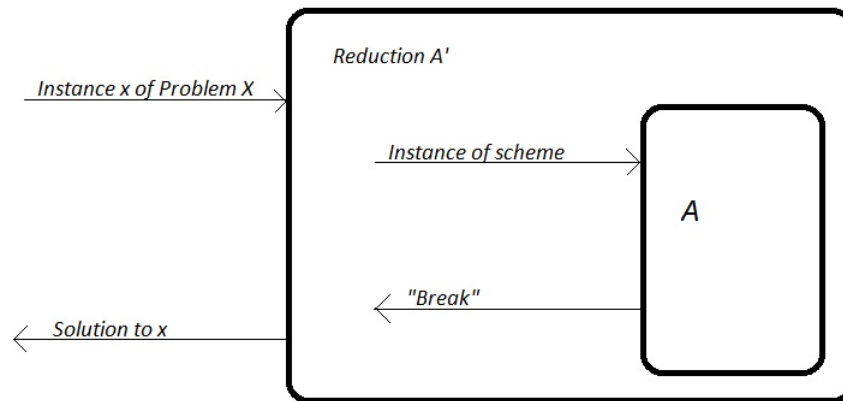 Reduction A'
Instance x of Problem X
Instance of scheme
A
"Break"
Solution to x